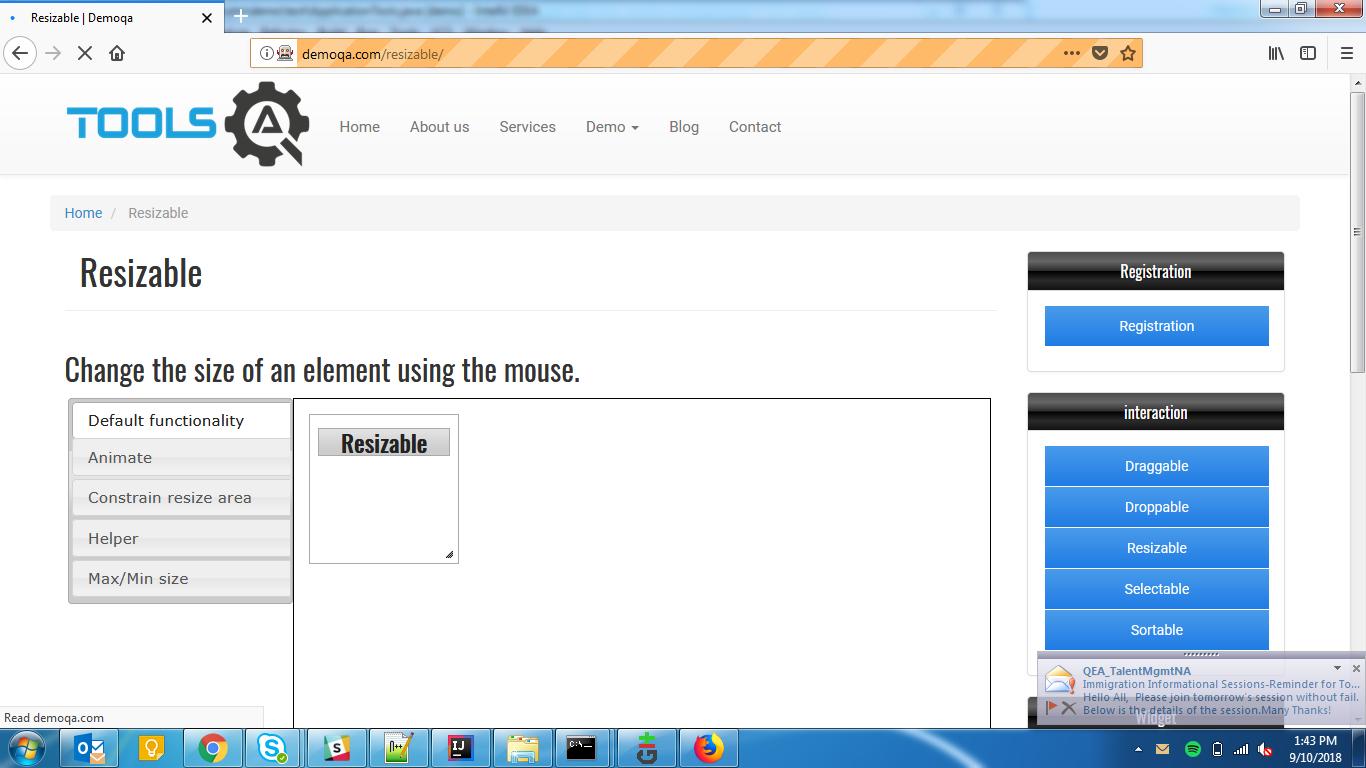 Resizable | Demoqa
demoqa.com/resizable/
TOOLS QA
Home About us Services Demo Blog Contact
Home / Resizable
Resizable
Change the size of an element using the mouse.
Default functionality
Animate
Constrain resize area
Helper
Max/Min size
Resizable
Registration
Registration
interaction
Draggable
Droppable
Resizable
Selectable
Sortable
Widget
QEA_TalentMgmtNA
Immigration Informational Sessions-Reminder for To...
Hello All, Please join tomorrow's session without fail.
Below is the details of the session.Many Thanks!
Read demoqa.com
1:43 PM
9/10/2018